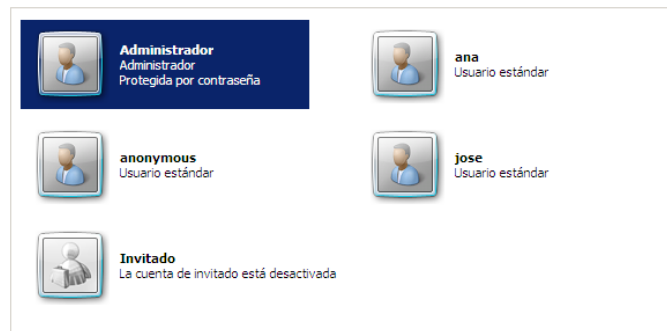 Administrador
Administrador
Protegida por contraseña
ana
Usuario estándar
anonymous
Usuario estándar
jose
Usuario estándar
Invitado
La cuenta de invitado está desactivada